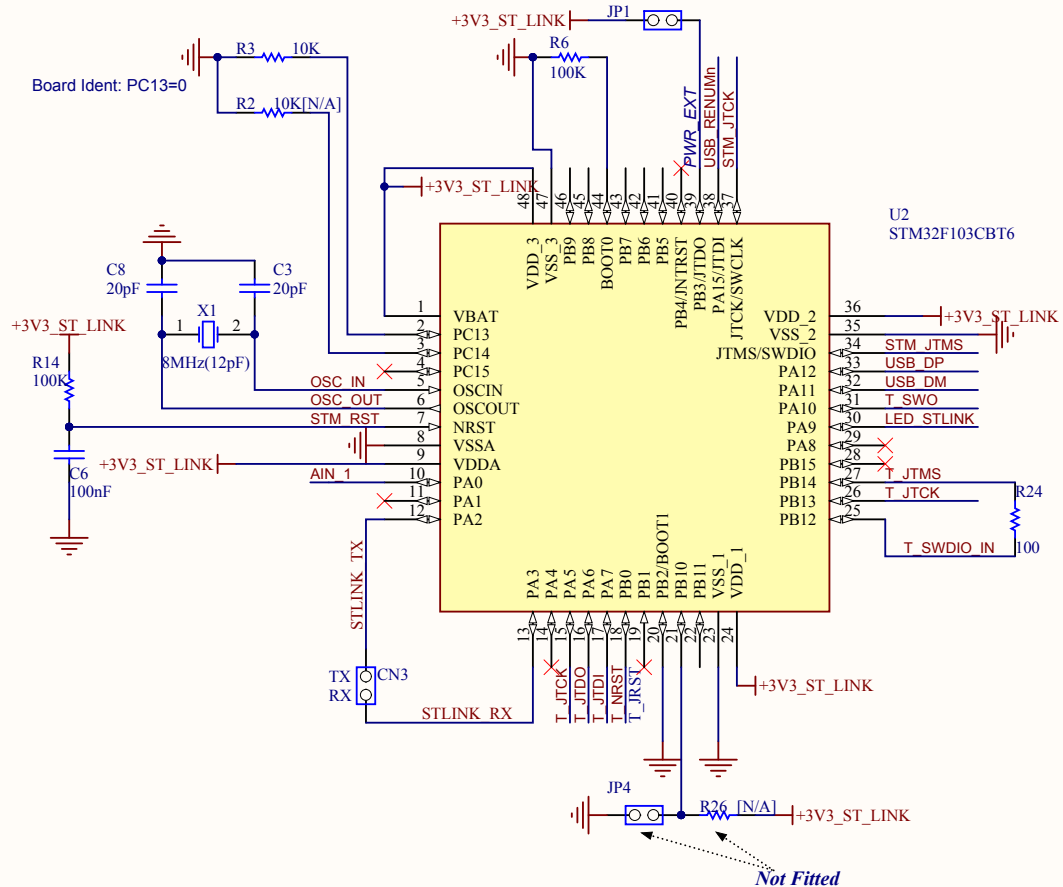 JP1
+3V3_ST_LINK
R3 10K
R6
100K
Board Ident: PC13=0
R2 10K[N/A]
PWR_EXT
USB_RENUMn
STM_JTCK
+3V3_ST_LINK
48
47
46
45
44
43
42
41
40
39
38
37
U2
STM32F103CBT6
VDD_3
VSS_3
PB9
PB8
BOOT0
PB7
PB6
PB5
PB4/JNTRST
PB3/JTDO
PA15/JTDI
JTCK/SWCLK
C8
20pF
C3
20pF
X1
1 2
8MHz(12pF)
+3V3_ST_LINK
R14
100K
C6
100nF
+3V3_ST_LINK
OSC_IN
OSC_OUT
STM_RST
AIN_1
1 VBAT
2 PC13
3 PC14
4 PC15
5 OSCIN
6 OSCOUT
7 NRST
8 VSSA
9 VDDA
10 PA0
11 PA1
12 PA2
VDD_2 36 +3V3_ST_LINK
VSS_2 35
JTMS/SWDIO 34 STM_JTMS
PA12 33 USB_DP
PA11 32 USB_DM
PA10 31 T_SWO
PA9 30 LED_STLINK
PA8 29
PB15 28
PB14 27 T_JTMS
PB13 26 T_JTCK
PB12 25
R24
100
T_SWDIO_IN
PA3
PA4
PA5
PA6
PA7
PB0
PB1
PB2/BOOT1
PB10
PB11
VSS_1
VDD_1
13
14
15
16
17
18
19
20
21
22
23
24
STLINK_TX
TX
RX
CN3
STLINK_RX
T_JTCK
T_JTDO
T_JTDI
T_NRST
T_JRST
+3V3_ST_LINK
JP4
R26 [N/A]
+3V3_ST_LINK
Not Fitted